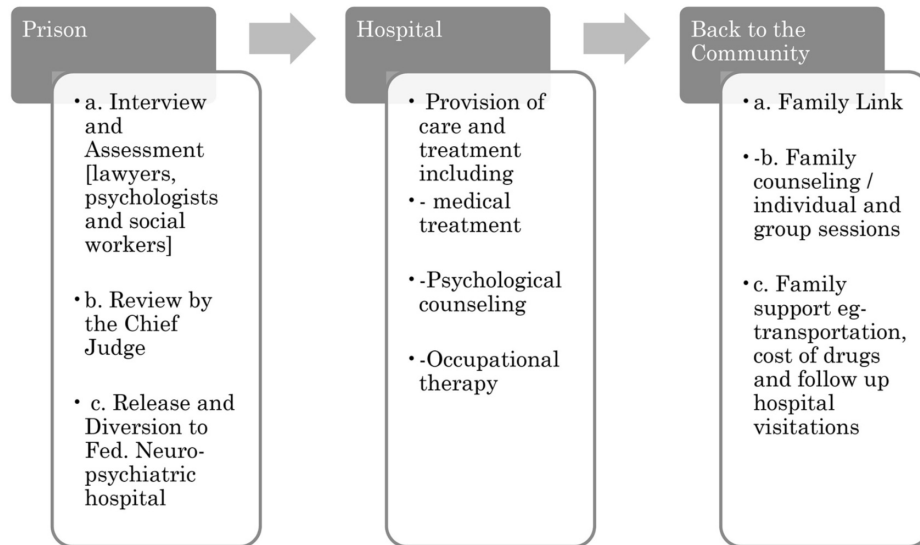 Prison
• a. Interview
and
Assessment
[lawyers,
psychologists
and social
workers]
• b. Review by
the Chief
Judge
• c. Release and
Diversion to
Fed. Neuro-
psychiatric
hospital
Hospital
• Provision of
care and
treatment
including
• - medical
treatment
• -Psychological
counseling
• -Occupational
therapy
Back to the
Community
• a. Family Link
• -b. Family
counseling /
individual and
group sessions
• c. Family
support eg-
transportation,
cost of drugs
and follow up
hospital
visitations